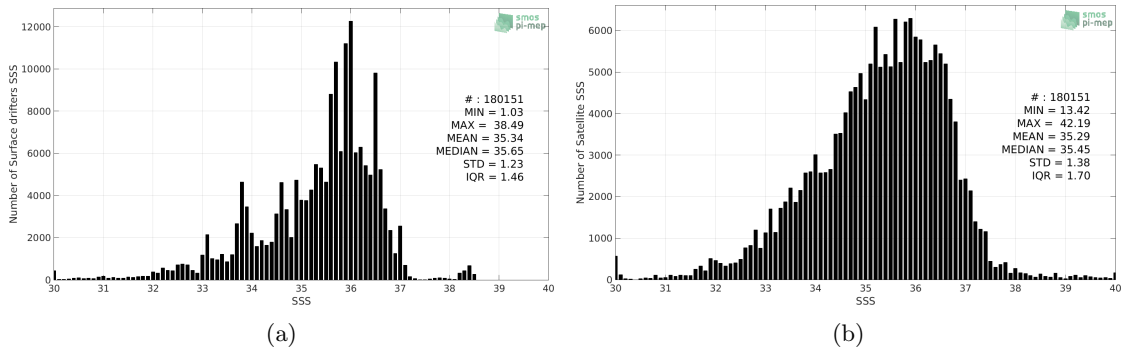 smos
pi-mep
12000
10000
8000
6000
4000
2000
0
Number of Surface drifters SSS
# : 180151
MIN = 1.03
MAX = 38.49
MEAN = 35.34
MEDIAN = 35.65
STD = 1.23
IQR = 1.46
30 31 32 33 34 35 36 37 38 39 40
SSS
(a)
smos
pi-mep
6000
5000
4000
3000
2000
1000
0
Number of Satellite SSS
# : 180151
MIN = 13.42
MAX = 42.19
MEAN = 35.29
MEDIAN = 35.45
STD = 1.38
IQR = 1.70
30 31 32 33 34 35 36 37 38 39 40
SSS
(b)